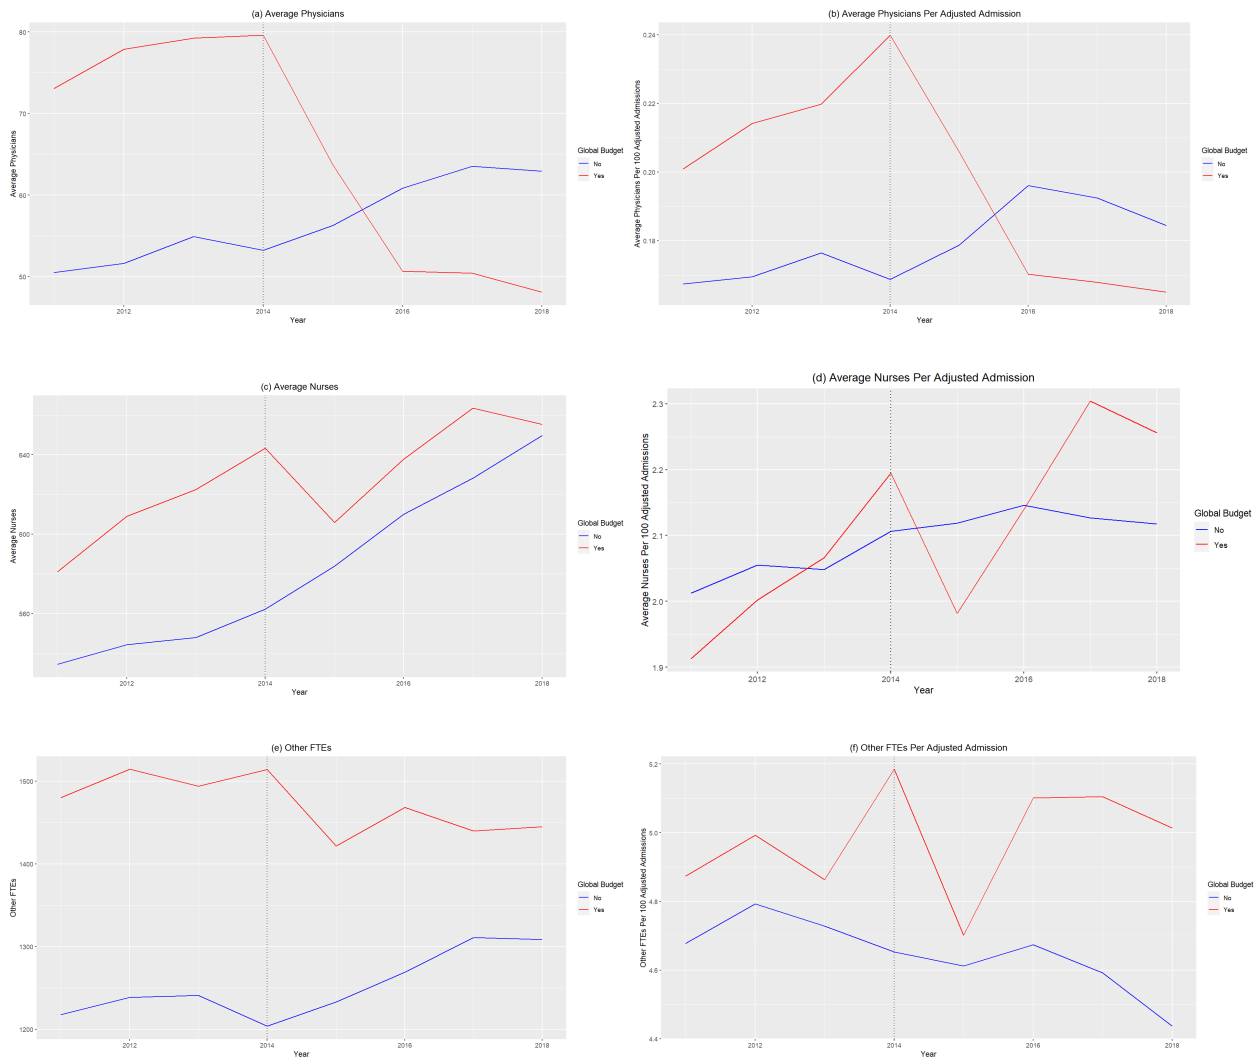 (a) Average Physicians
80
70
60
50
Average Physicians
2012
2014
2016
2018
Year
Global Budget
No
Yes
(b) Average Physicians Per Adjusted Admission
0.24
0.22
0.20
0.18
Average Physicians Per 100 Adjusted Admissions
2012
2014
2016
2018
Year
Global Budget
No
Yes
(c) Average Nurses
640
600
560
Average Nurses
2012
2014
2016
2018
Year
Global Budget
No
Yes
(d) Average Nurses Per Adjusted Admission
2.3
2.2
2.1
2.0
1.9
Average Nurses Per 100 Adjusted Admissions
2012
2014
2016
2018
Year
Global Budget
No
Yes
(e) Other FTEs
1500
1400
1300
1200
Other FTEs
2012
2014
2016
2018
Year
Global Budget
No
Yes
(f) Other FTEs Per Adjusted Admission
5.2
5.0
4.8
4.6
4.4
Other FTEs Per 100 Adjusted Admissions
2012
2014
2016
2018
Year
Global Budget
No
Yes